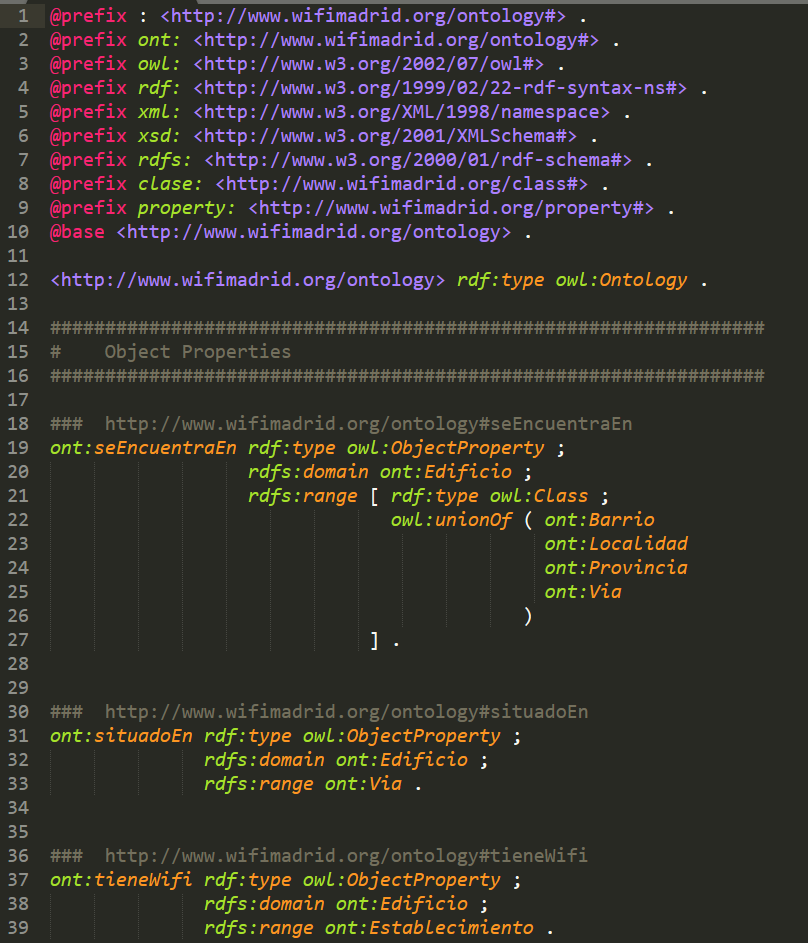 1 @prefix : <http://www.wifimadrid.org/ontology#> .
2 @prefix ont: <http://www.wifimadrid.org/ontology#> .
3 @prefix owl: <http://www.w3.org/2002/07/owl#> .
4 @prefix rdf: <http://www.w3.org/1999/02/22-rdf-syntax-ns#> .
5 @prefix xml: <http://www.w3.org/XML/1998/namespace> .
6 @prefix xsd: <http://www.w3.org/2001/XMLSchema#> .
7 @prefix rdfs: <http://www.w3.org/2000/01/rdf-schema#> .
8 @prefix clase: <http://www.wifimadrid.org/class#> .
9 @prefix property: <http://www.wifimadrid.org/property#> .
10 @base <http://www.wifimadrid.org/ontology> .
11
12 <http://www.wifimadrid.org/ontology> rdf:type owl:Ontology .
13
14 #################################################################
15 #    Object Properties
16 #################################################################
17
18 ###  http://www.wifimadrid.org/ontology#seEncuentraEn
19 ont:seEncuentraEn rdf:type owl:ObjectProperty ;
20                   rdfs:domain ont:Edificio ;
21                   rdfs:range [ rdf:type owl:Class ;
22                                owl:unionOf ( ont:Barrio
23                                              ont:Localidad
24                                              ont:Provincia
25                                              ont:Via
26                                            )
27                              ] .
28
29
30 ###  http://www.wifimadrid.org/ontology#situadoEn
31 ont:situadoEn rdf:type owl:ObjectProperty ;
32               rdfs:domain ont:Edificio ;
33               rdfs:range ont:Via .
34
35
36 ###  http://www.wifimadrid.org/ontology#tieneWifi
37 ont:tieneWifi rdf:type owl:ObjectProperty ;
38               rdfs:domain ont:Edificio ;
39               rdfs:range ont:Establecimiento .